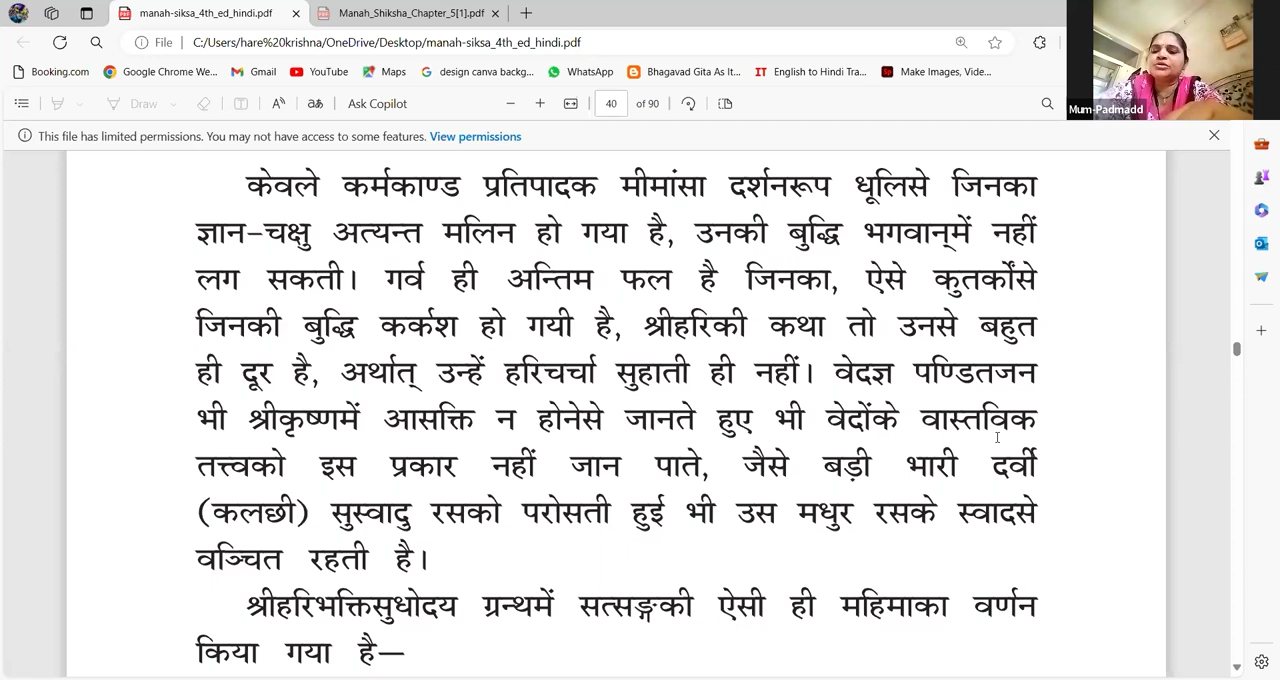 manah-siksa_4th_ed_hindi.pdf
Manah_Shiksha_Chapter_5[1].pdf
File
C:/Users/hare%20krishna/OneDrive/Desktop/manah-siksa_4th_ed_hindi.pdf
Booking.com
Google Chrome We...
Gmail
YouTube
Maps
design canva backg...
WhatsApp
Bhagavad Gita As It...
English to Hindi Tra...
Make Images, Vide...
Draw
Ask Copilot
40 of 90
This file has limited permissions. You may not have access to some features. View permissions
Mum-Padmadd
केवले कर्मकाण्ड प्रतिपादक मीमांसा दर्शनरूप धूलिसे जिनका
ज्ञान-चक्षु अत्यन्त मलिन हो गया है, उनकी बुद्धि भगवान्‌में नहीं
लग सकती। गर्व ही अन्तिम फल है जिनका, ऐसे कुतर्कोंसे
जिनकी बुद्धि कर्कश हो गयी है, श्रीहरिकी कथा तो उनसे बहुत
ही दूर है, अर्थात् उन्हें हरिचर्चा सुहाती ही नहीं। वेदज्ञ पण्डितजन
भी श्रीकृष्णमें आसक्ति न होनेसे जानते हुए भी वेदोंके वास्तविक
तत्त्वको इस प्रकार नहीं जान पाते, जैसे बड़ी भारी दर्वी
(कलछी) सुस्वादु रसको परोसती हुई भी उस मधुर रसके स्वादसे
वञ्चित रहती है।
श्रीहरिभक्तिसुधोदय ग्रन्थमें सत्सङ्गकी ऐसी ही महिमाका वर्णन
किया गया है—